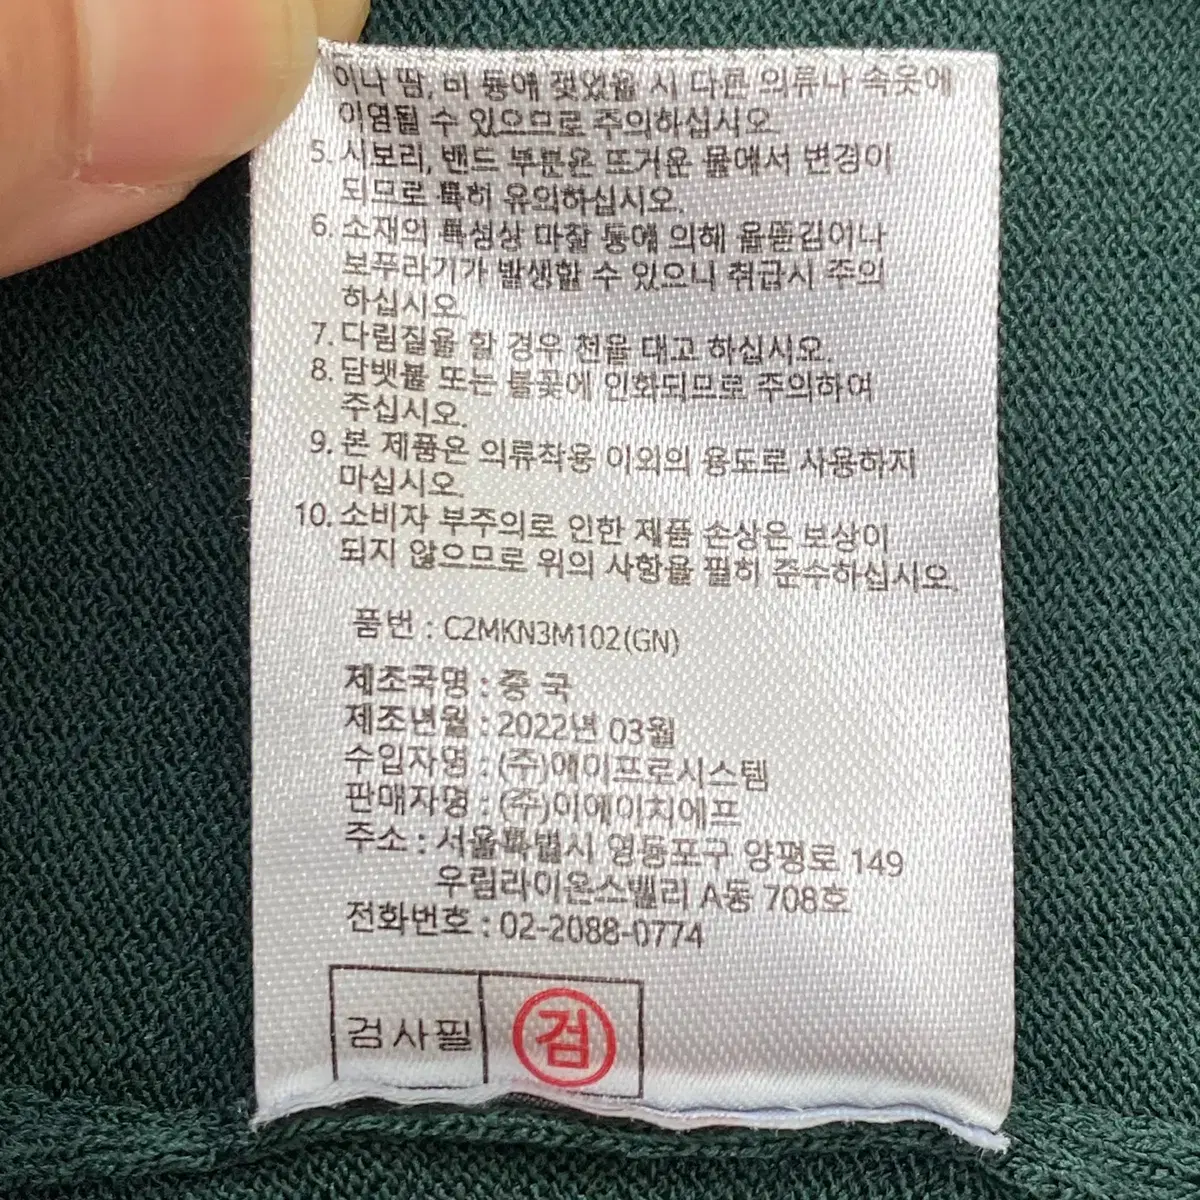 이나 땀, 비 등에 젖었을 시 다른 의류나 속옷에
이염될 수 있으므로 주의하십시오.
5. 시보리, 밴드 부분은 뜨거운 물에서 변경이
되므로 특히 유의하십시오.
6. 소재의 특성상 마찰 등에 의해 올뜯김이나
보푸라기가 발생할 수 있으니 취급시 주의
하십시오.
7. 다림질을 할 경우 천을 대고 하십시오.
8. 담뱃불 또는 불꽃에 인화되므로 주의하여
주십시오.
9. 본 제품은 의류착용 이외의 용도로 사용하지
마십시오.
10. 소비자 부주의로 인한 제품 손상은 보상이
되지 않으므로 위의 사항을 필히 준수하십시오.
품번 : C2MKN3M102(GN)
제조국명 : 중 국
제조년월 : 2022년 03월
수입자명 : (주)에이프로시스템
판매자명 : (주)이에이치에프
주소 : 서울특별시 영등포구 양평로 149
우림라이온스밸리 A동 708호
전화번호 : 02-2088-0774
검사필 검